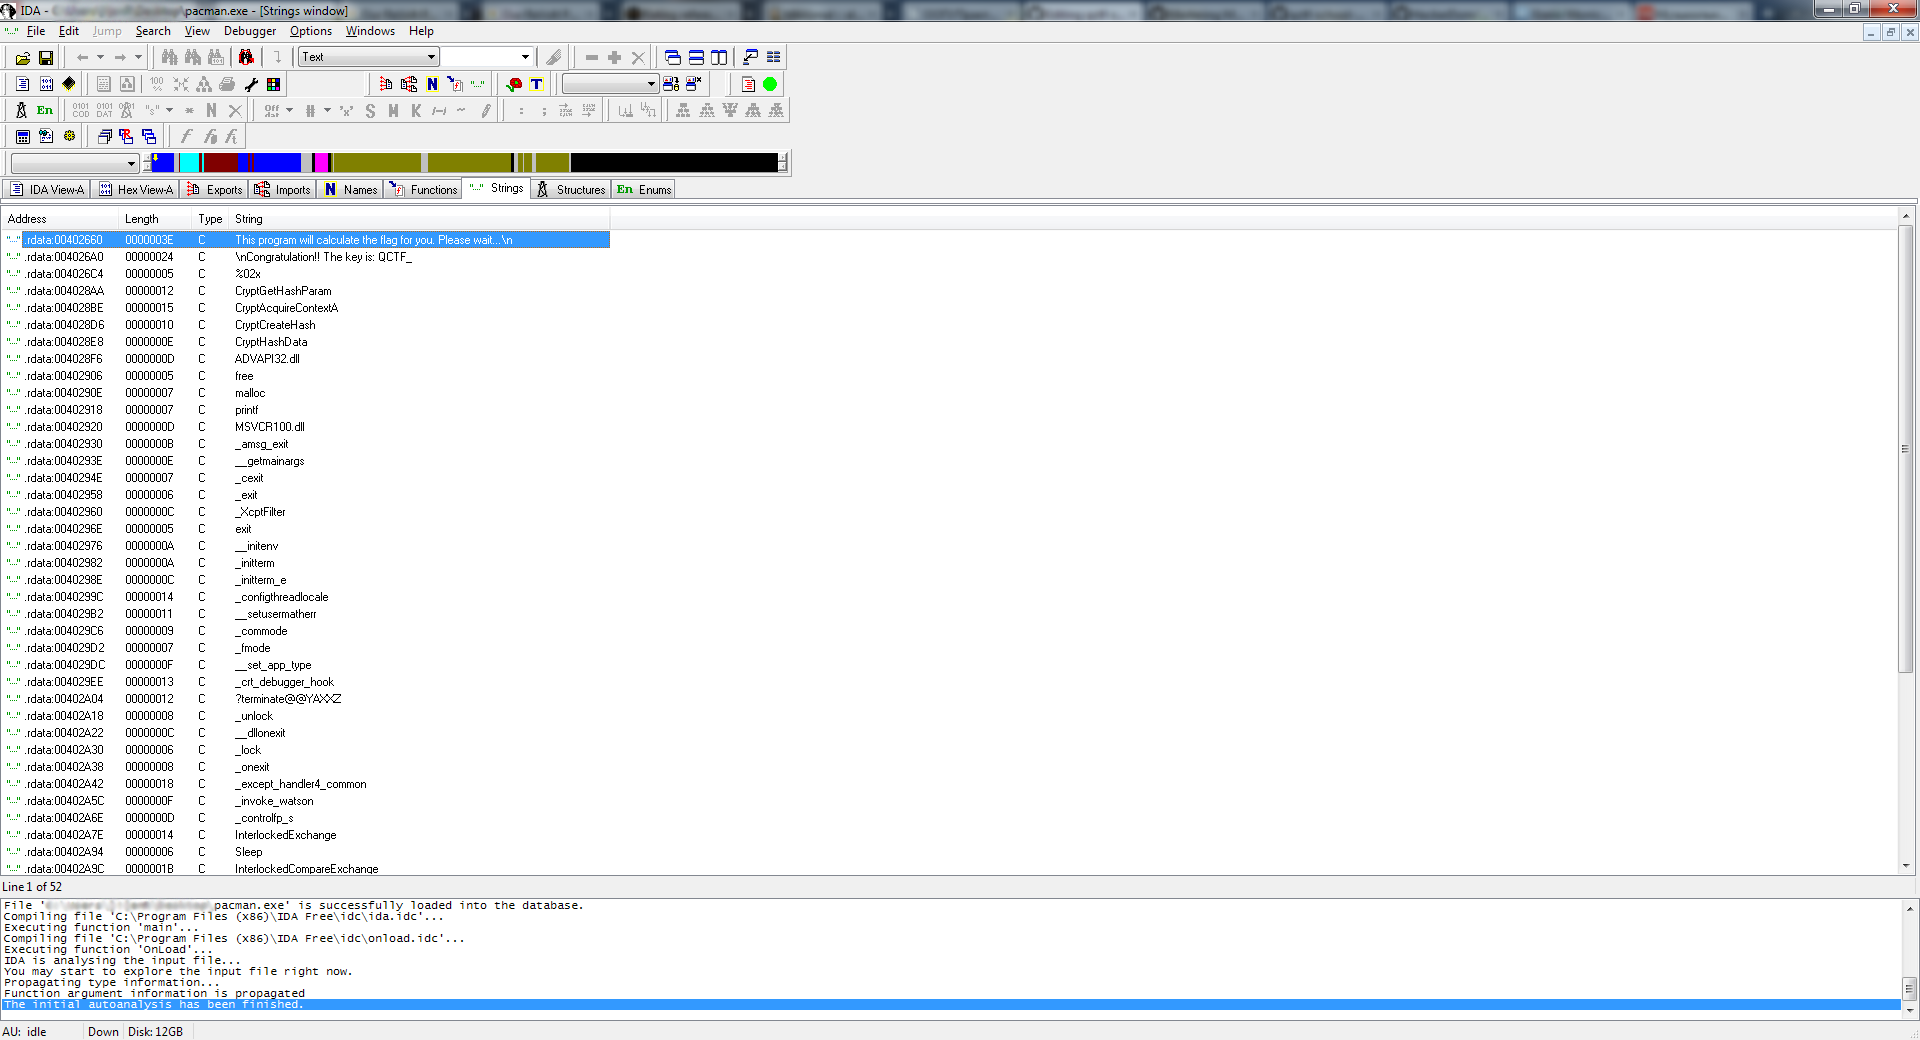 IDA - pacman.exe - [Strings window]
File Edit Jump Search View Debugger Options Windows Help
Text
IDA View-A Hex View-A Exports Imports Names Functions Strings Structures Enums
Address Length Type String
.rdata:00402660 0000003E C This program will calculate the flag for you. Please wait...\n
.rdata:004026A0 00000024 C \nCongratulation!! The key is: QCTF_
.rdata:004026C4 00000005 C %02x
.rdata:004028AA 00000012 C CryptGetHashParam
.rdata:004028BE 00000015 C CryptAcquireContextA
.rdata:004028D6 00000010 C CryptCreateHash
.rdata:004028E8 0000000E C CryptHashData
.rdata:004028F6 0000000D C ADVAPI32.dll
.rdata:00402906 00000005 C free
.rdata:0040290E 00000007 C malloc
.rdata:00402918 00000007 C printf
.rdata:00402920 0000000D C MSVCR100.dll
.rdata:00402930 0000000B C _amsg_exit
.rdata:0040293E 0000000E C __getmainargs
.rdata:0040294E 00000007 C _cexit
.rdata:00402958 00000006 C _exit
.rdata:00402960 0000000C C _XcptFilter
.rdata:0040296E 00000005 C exit
.rdata:00402976 0000000A C __initenv
.rdata:00402982 0000000A C _initterm
.rdata:0040298E 0000000C C _initterm_e
.rdata:0040299C 00000014 C _configthreadlocale
.rdata:004029B2 00000011 C __setusermatherr
.rdata:004029C6 00000009 C _commode
.rdata:004029D2 00000007 C _fmode
.rdata:004029DC 0000000F C __set_app_type
.rdata:004029EE 00000013 C _crt_debugger_hook
.rdata:00402A04 00000012 C ?terminate@@YAXXZ
.rdata:00402A18 00000008 C _unlock
.rdata:00402A22 0000000C C __dllonexit
.rdata:00402A30 00000006 C _lock
.rdata:00402A38 00000008 C _onexit
.rdata:00402A42 00000018 C _except_handler4_common
.rdata:00402A5C 0000000F C _invoke_watson
.rdata:00402A6E 0000000D C _controlfp_s
.rdata:00402A7E 00000014 C InterlockedExchange
.rdata:00402A94 00000006 C Sleep
.rdata:00402A9C 0000001B C InterlockedCompareExchange
Line 1 of 52
File 'pacman.exe' is successfully loaded into the database.
Compiling file 'C:\Program Files (x86)\IDA Free\idc\ida.idc'...
Executing function 'main'...
Compiling file 'C:\Program Files (x86)\IDA Free\idc\onload.idc'...
Executing function 'OnLoad'...
IDA is analysing the input file...
You may start to explore the input file right now.
Propagating type information...
Function argument information is propagated
The initial autoanalysis has been finished.
AU: idle Down Disk: 12GB